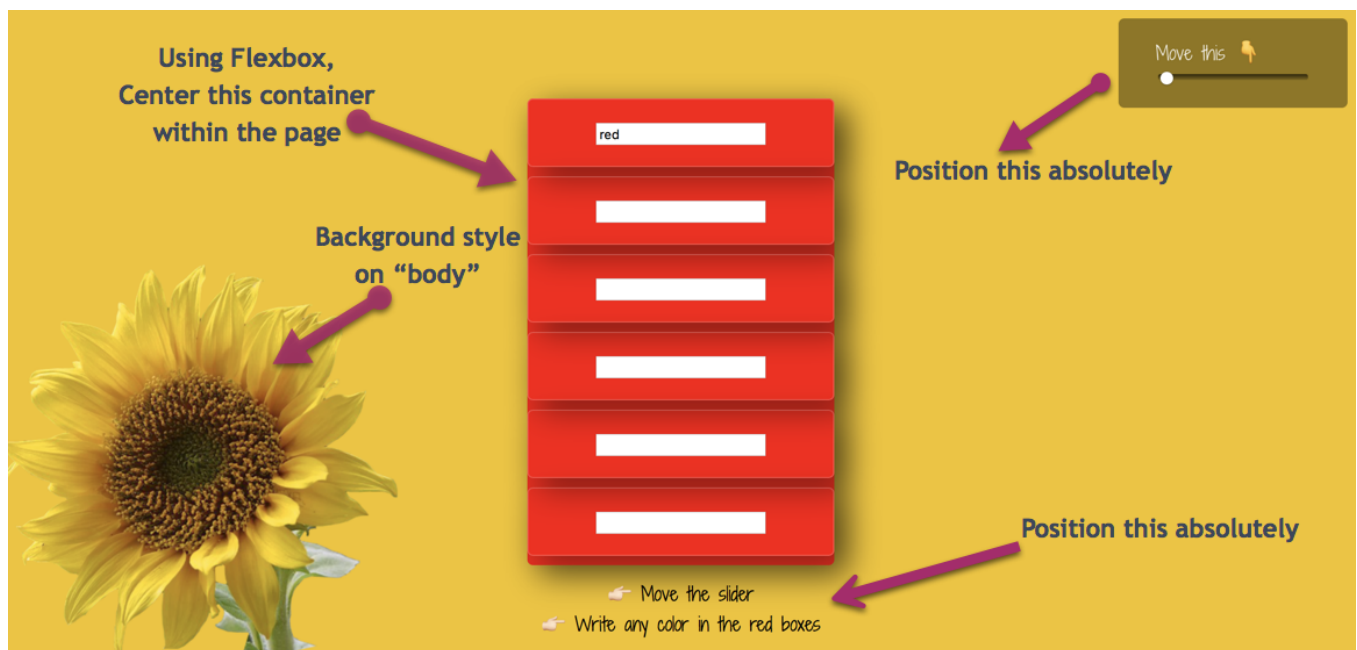 Using Flexbox,
Center this container
within the page
Move this 👇
red
Position this absolutely
Background style
on “body”
Position this absolutely
👉🏻 Move the slider
👉🏻 Write any color in the red boxes